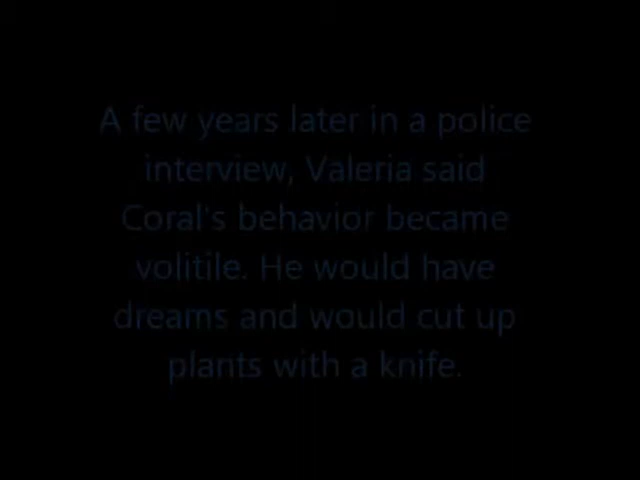 A few years later in a police
interview, Valeria said
Coral's behavior became
volitile. He would have
dreams and would cut up
plants with a knife.